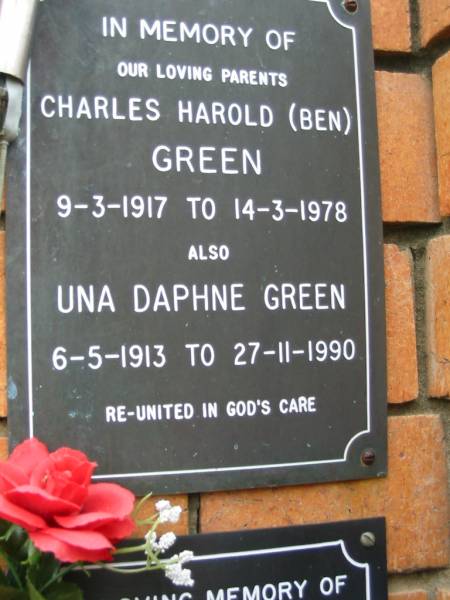 IN MEMORY OF
OUR LOVING PARENTS
CHARLES HAROLD (BEN)
GREEN
9-3-1917 TO 14-3-1978
ALSO
UNA DAPHNE GREEN
6-5-1913 TO 27-11-1990
RE-UNITED IN GOD'S CARE
MEMORY OF